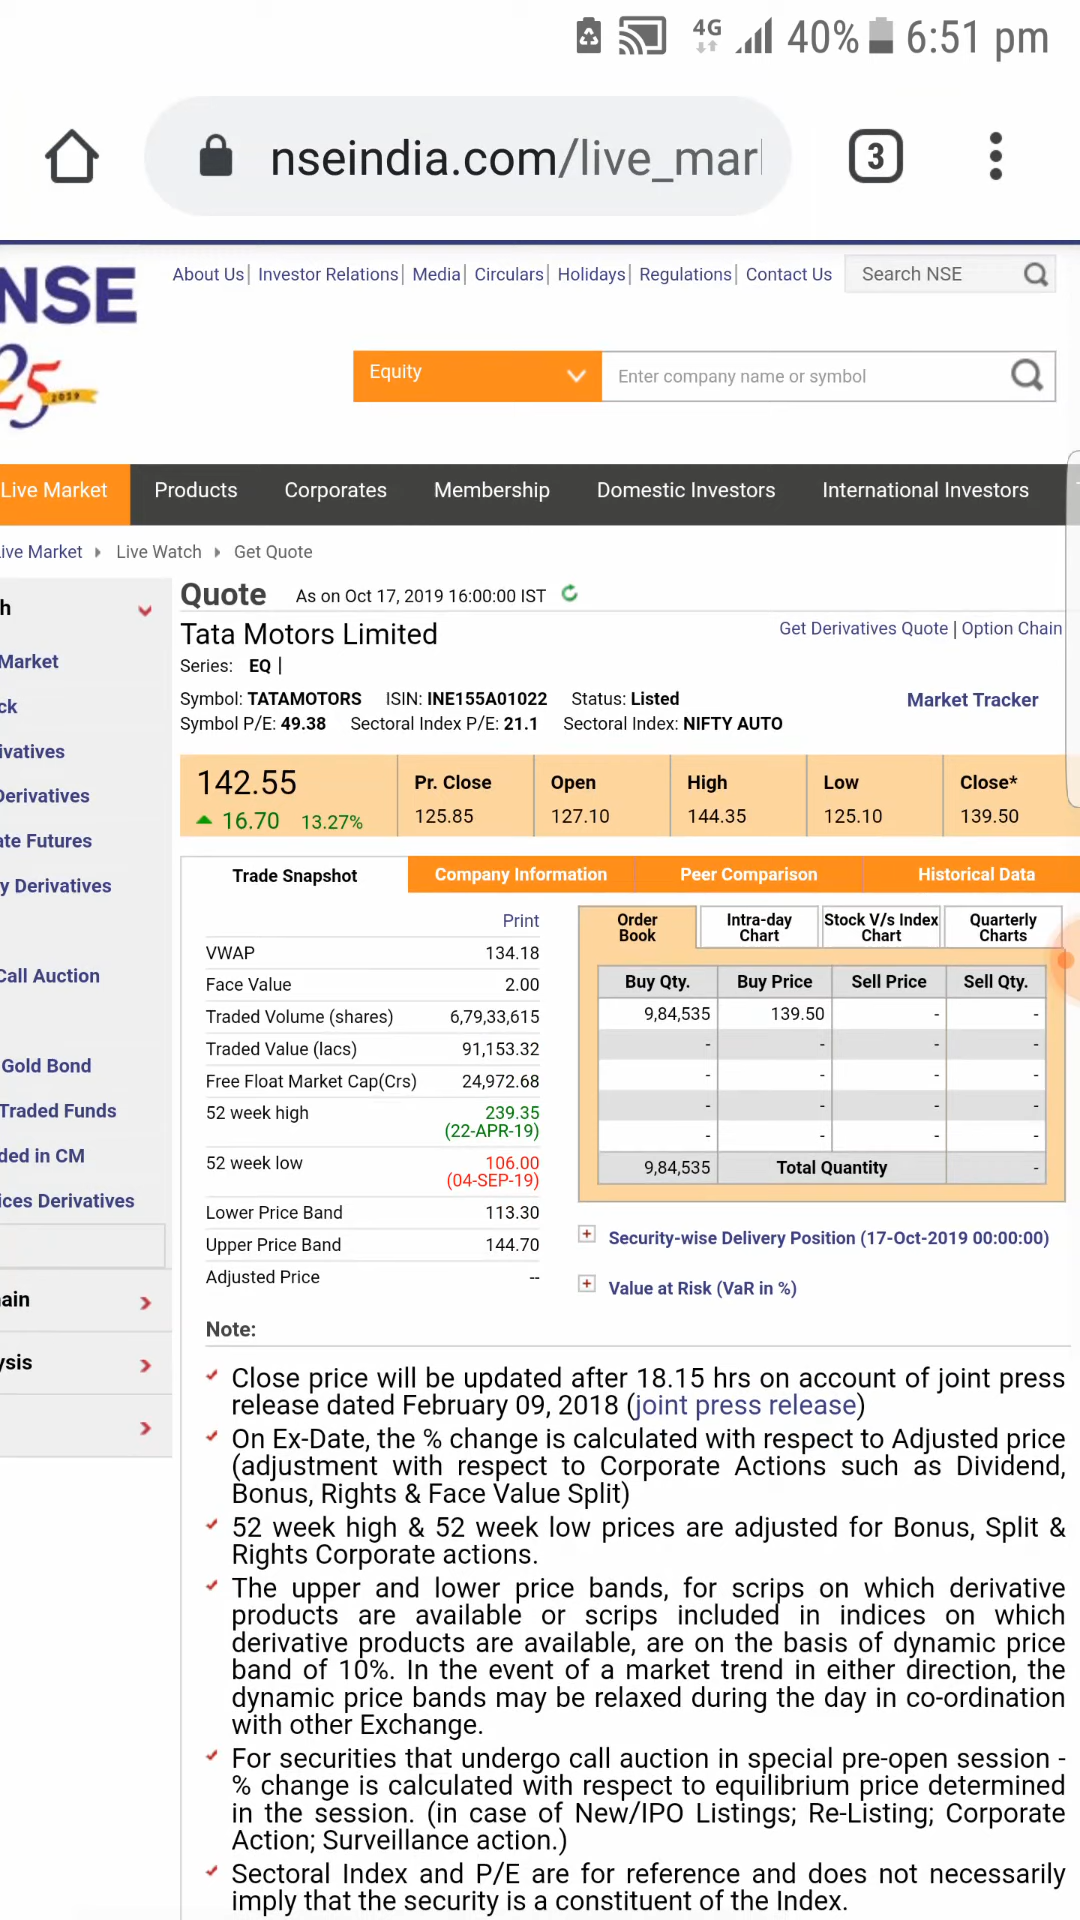 4G 40% 6:51 pm
nseindia.com/live_mar
3
NSE
About Us | Investor Relations | Media | Circulars | Holidays | Regulations | Contact Us
Search NSE
25
2019
Equity
Enter company name or symbol
Live Market Products Corporates Membership Domestic Investors International Investors
ive Market Live Watch Get Quote
h
Market
ck
ivatives
Derivatives
ate Futures
y Derivatives
Call Auction
Gold Bond
Traded Funds
ded in CM
ices Derivatives
ain
ysis
Quote As on Oct 17, 2019 16:00:00 IST
Tata Motors Limited
Get Derivatives Quote | Option Chain
Series: EQ |
Symbol: TATAMOTORS ISIN: INE155A01022 Status: Listed
Market Tracker
Symbol P/E: 49.38 Sectoral Index P/E: 21.1 Sectoral Index: NIFTY AUTO
142.55 Pr. Close Open High Low Close*
16.70 13.27% 125.85 127.10 144.35 125.10 139.50
Trade Snapshot Company Information Peer Comparison Historical Data
Print
VWAP 134.18
Face Value 2.00
Traded Volume (shares) 6,79,33,615
Traded Value (lacs) 91,153.32
Free Float Market Cap(Crs) 24,972.68
52 week high 239.35
(22-APR-19)
52 week low 106.00
(04-SEP-19)
Lower Price Band 113.30
Upper Price Band 144.70
Adjusted Price --
Order Book Intra-day Chart Stock V/s Index Chart Quarterly Charts
Buy Qty. Buy Price Sell Price Sell Qty.
9,84,535 139.50 - -
- - - -
- - - -
- - - -
- - - -
9,84,535 Total Quantity -
Security-wise Delivery Position (17-Oct-2019 00:00:00)
Value at Risk (VaR in %)
Note:
Close price will be updated after 18.15 hrs on account of joint press
release dated February 09, 2018 (joint press release)
On Ex-Date, the % change is calculated with respect to Adjusted price
(adjustment with respect to Corporate Actions such as Dividend,
Bonus, Rights & Face Value Split)
52 week high & 52 week low prices are adjusted for Bonus, Split &
Rights Corporate actions.
The upper and lower price bands, for scrips on which derivative
products are available or scrips included in indices on which
derivative products are available, are on the basis of dynamic price
band of 10%. In the event of a market trend in either direction, the
dynamic price bands may be relaxed during the day in co-ordination
with other Exchange.
For securities that undergo call auction in special pre-open session -
% change is calculated with respect to equilibrium price determined
in the session. (in case of New/IPO Listings; Re-Listing; Corporate
Action; Surveillance action.)
Sectoral Index and P/E are for reference and does not necessarily
imply that the security is a constituent of the Index.